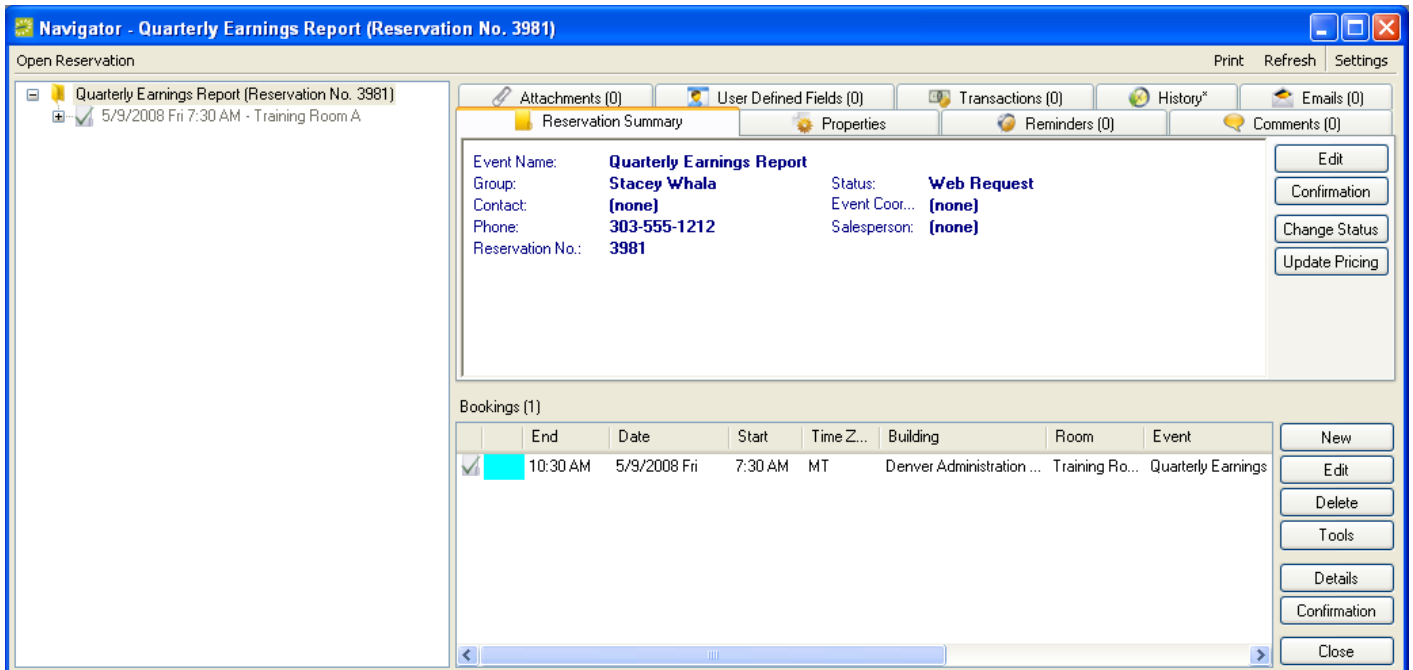 Navigator - Quarterly Earnings Report (Reservation No. 3981)
Open Reservation Print Refresh Settings
Quarterly Earnings Report (Reservation No. 3981)
5/9/2008 Fri 7:30 AM - Training Room A
Attachments (0) User Defined Fields (0) Transactions (0) History* Emails (0)
Reservation Summary Properties Reminders (0) Comments (0)
Event Name: Quarterly Earnings Report
Group: Stacey Whala Status: Web Request
Contact: (none) Event Coor... (none)
Phone: 303-555-1212 Salesperson: (none)
Reservation No.: 3981
Edit
Confirmation
Change Status
Update Pricing
Bookings (1)
End Date Start Time Z... Building Room Event
10:30 AM 5/9/2008 Fri 7:30 AM MT Denver Administration ... Training Ro... Quarterly Earnings
New
Edit
Delete
Tools
Details
Confirmation
Close